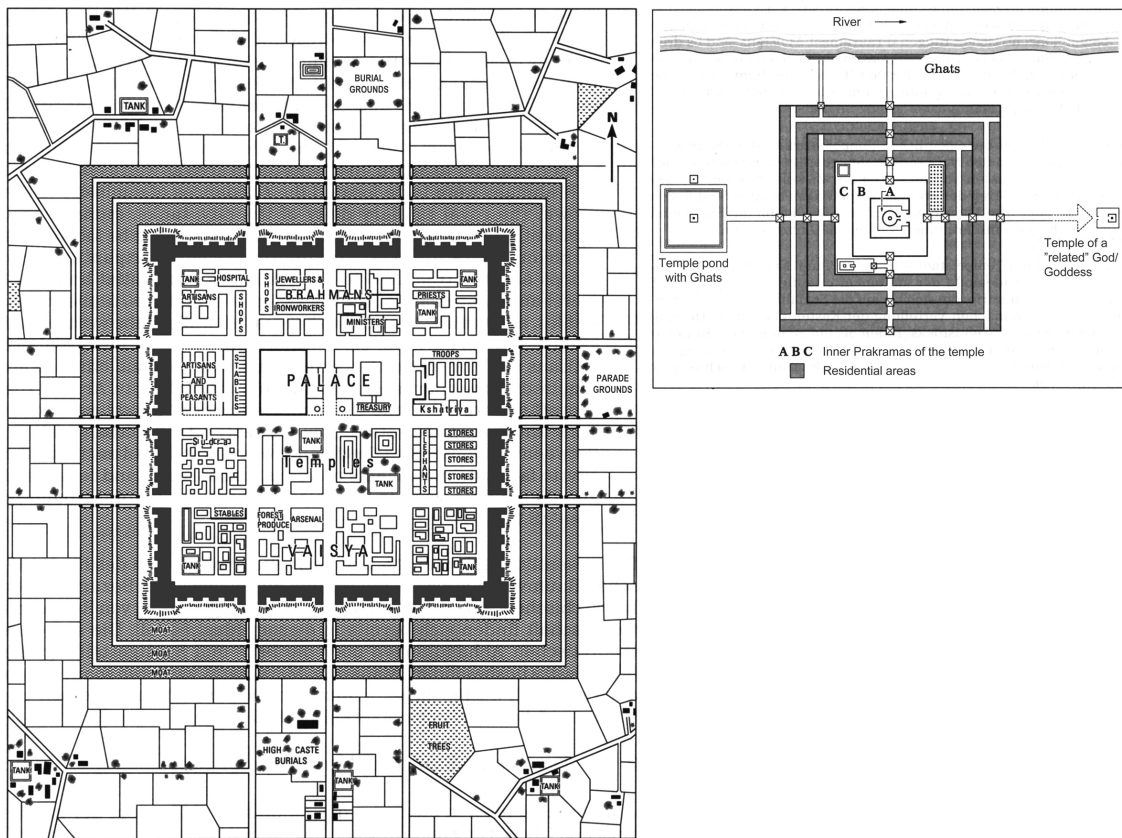 TANK
BURIAL
GROUNDS
T.
N
TANK
HOSPITAL
ARTISANS
SHOPS
SHOPS
JEWELLERS &
BRAHMANS
IRONWORKERS
MINISTERS
TANK
PRIESTS
TANK
ARTISANS
AND
PEASANTS
STABLES
PALACE
TREASURY
TROOPS
Kshatriya
PARADE
GROUNDS
Sudra
TANK
Temples
TANK
ELEPHANTS
STORES
STORES
STORES
STORES
STORES
STABLES
TANK
FOREST
PRODUCE
ARSENAL
VAISYA
TANK
MOAT
MOAT
MOAT
HIGH CASTE
BURIALS
FRUIT
TREES
TANK
TANK
TANK
River
Ghats
C B A
Temple pond
with Ghats
Temple of a
"related" God/
Goddess
A B C Inner Prakramas of the temple
Residential areas